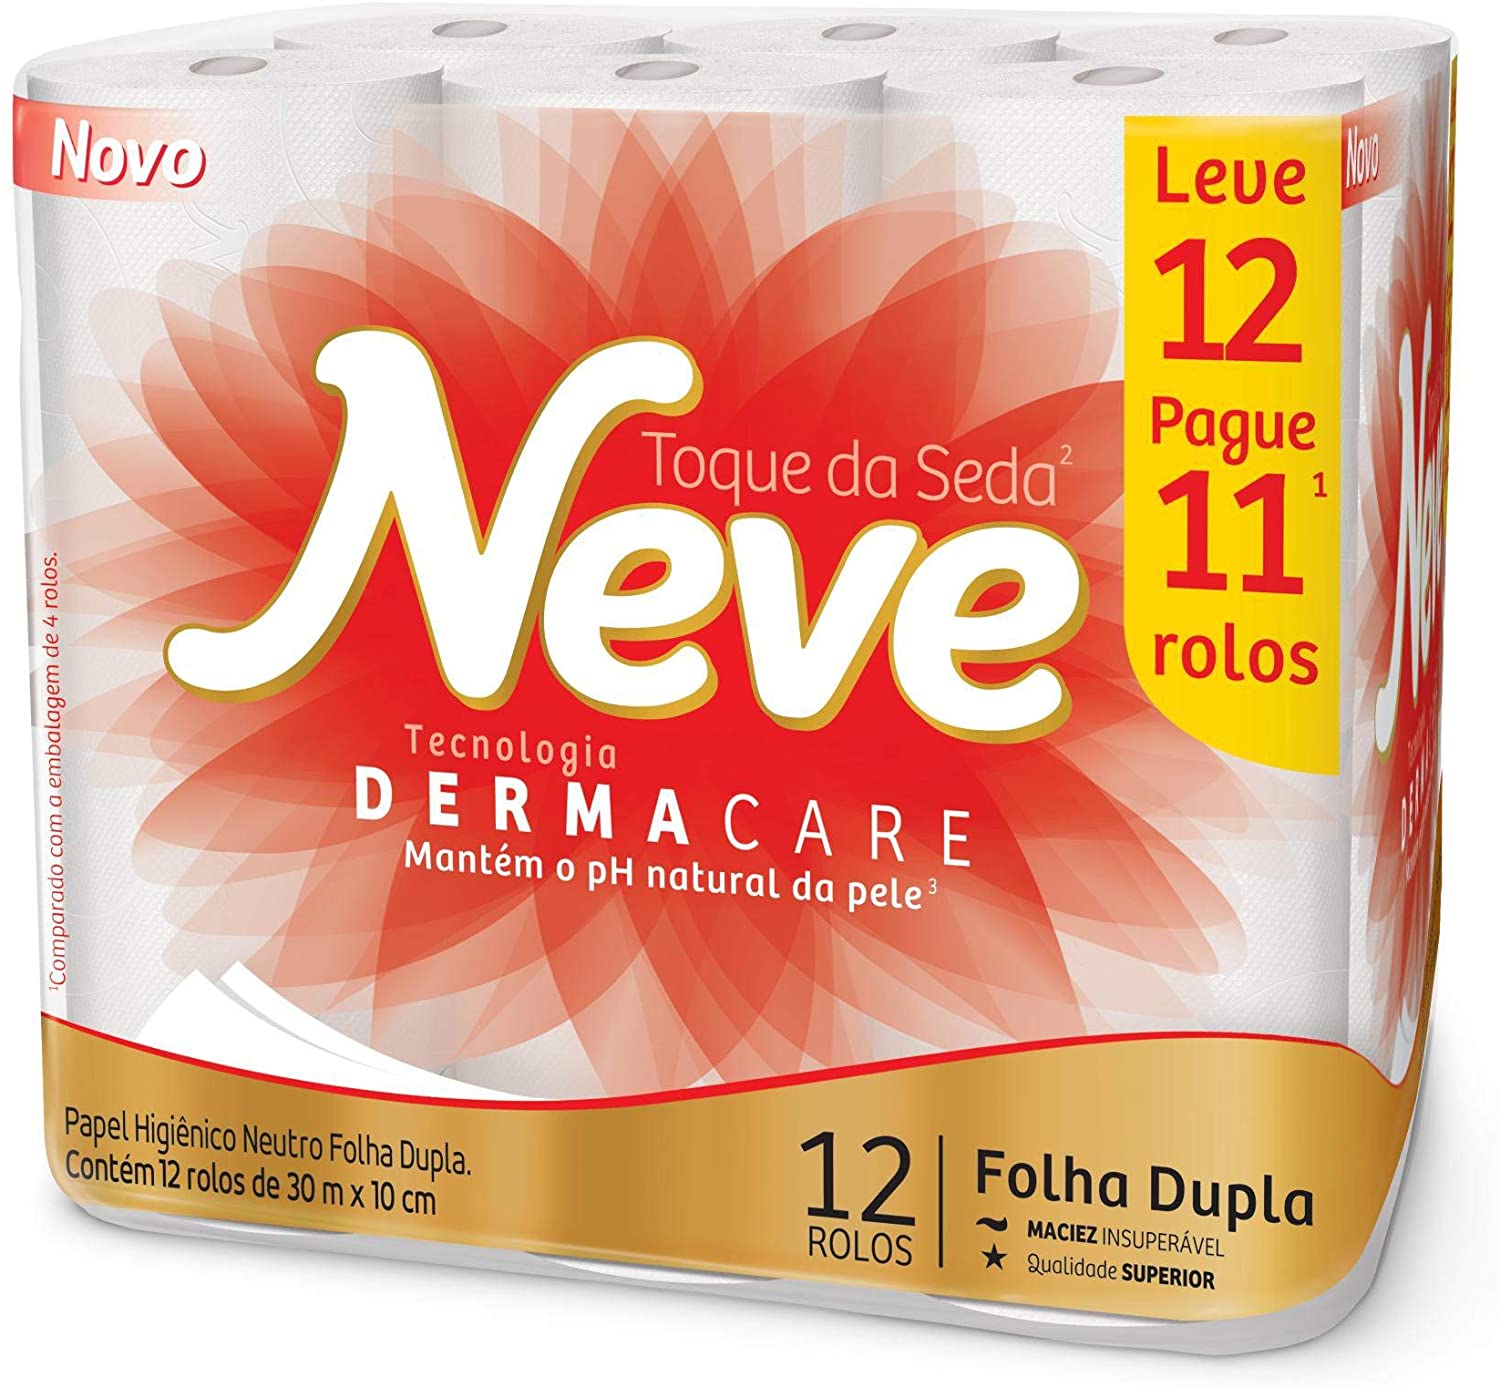 Novo
Leve
12
Pague
11¹
rolos
Novo
Toque da Seda²
Neve
Tecnologia
DERMACARE
Mantém o pH natural da pele³
¹Comparado com a embalagem de 4 rolos.
Papel Higiênico Neutro Folha Dupla.
Contém 12 rolos de 30 m x 10 cm
12
ROLOS
Folha Dupla
MACIEZ INSUPERÁVEL
Qualidade SUPERIOR